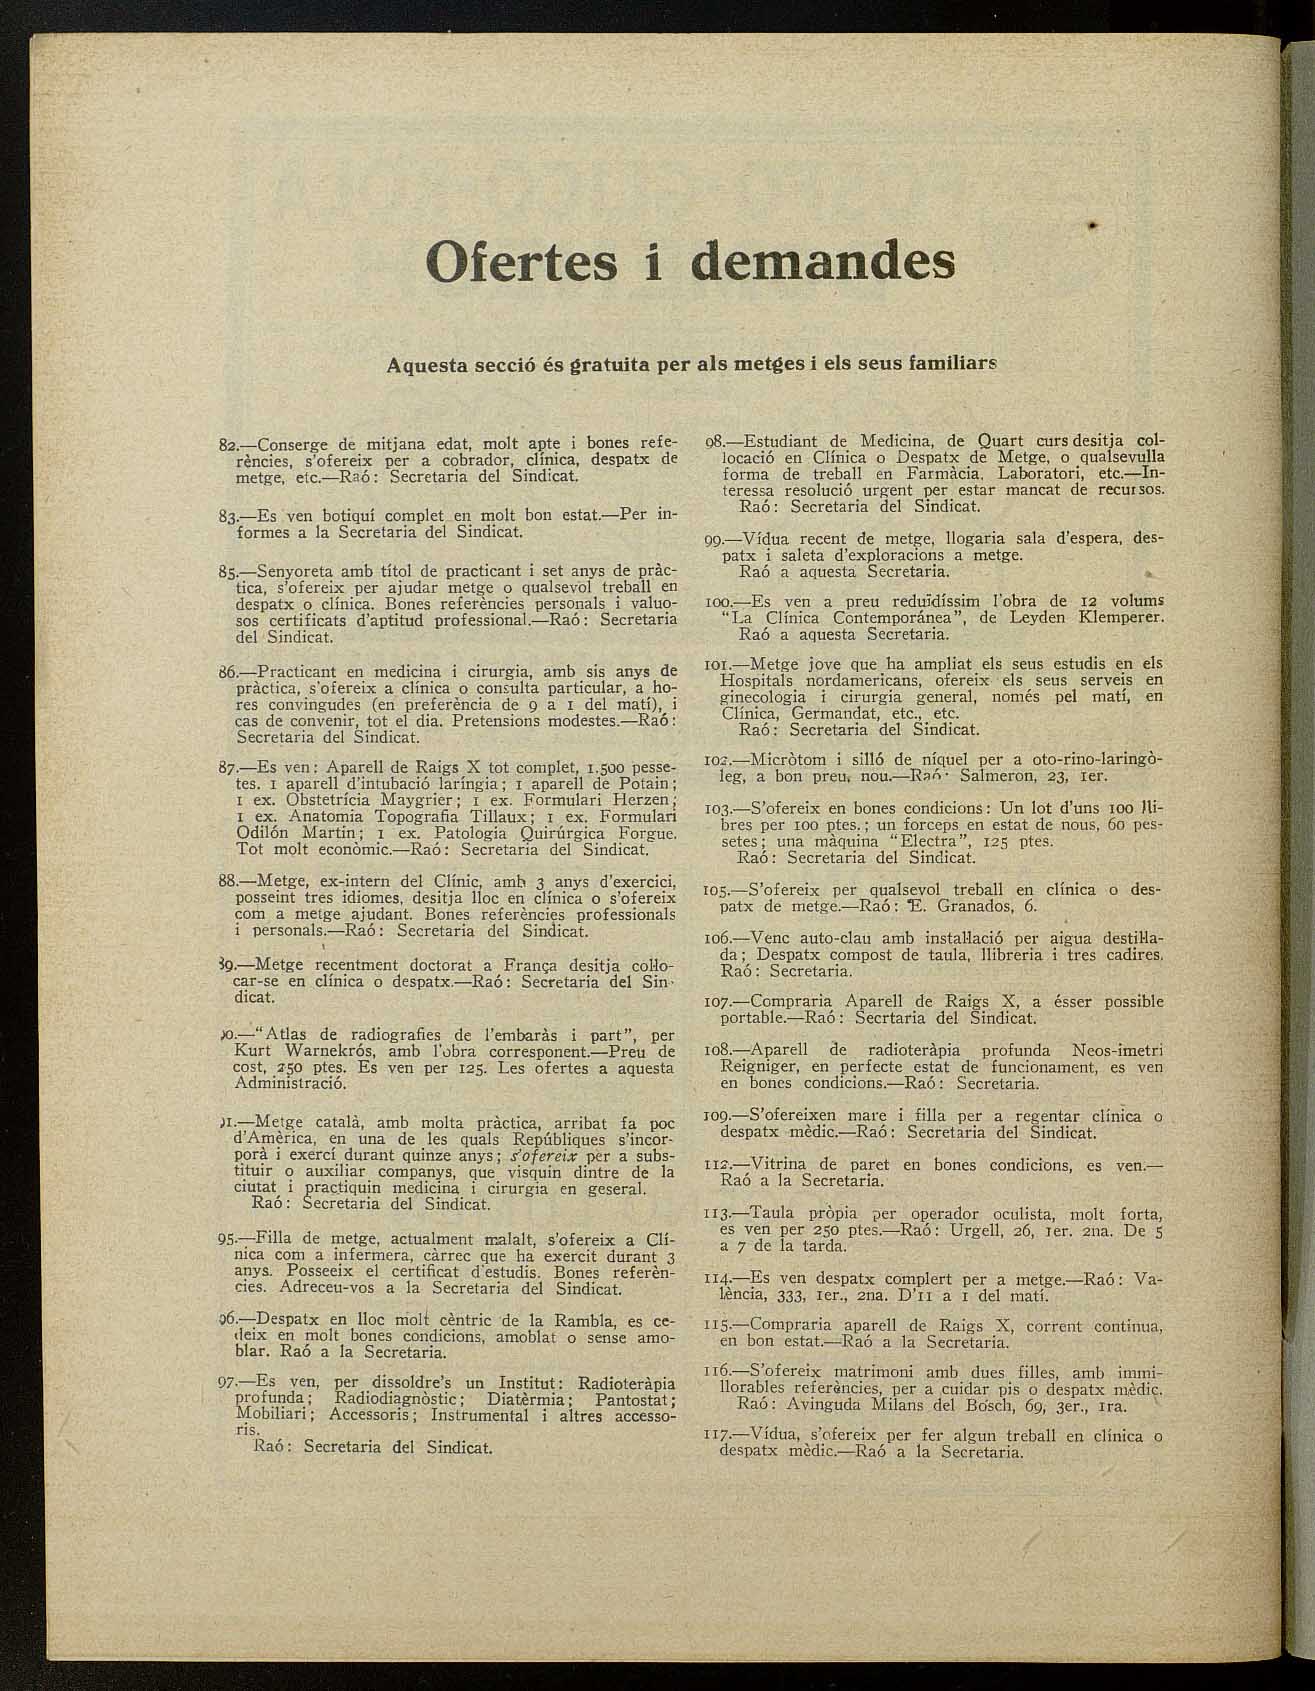 Ofertes i demandes
Aquesta secció és gratuita per als metges i els seus familiars
82.—Conserge de mitjana edat, molt apte i bones refe-
rències, s'ofereix per a cobrador, clínica, despatx de
metge, etc.—Raó: Secretaria del Sindicat.
83.—Es ven botiquí complet en molt bon estat.—Per in-
formes a la Secretaria del Sindicat.
85.—Senyoreta amb títol de practicant i set anys de pràc-
tica, s'ofereix per ajudar metge o qualsevol treball en
despatx o clínica. Bones referències personals i valuo-
sos certificats d'aptitud professional.—Raó: Secretaria
del Sindicat.
86.—Practicant en medicina i cirurgia, amb sis anys de
pràctica, s'ofereix a clínica o consulta particular, a ho-
res convingudes (en preferència de 9 a 1 del matí), i
cas de convenir, tot el dia. Pretensions modestes.—Raó:
Secretaria del Sindicat.
87.—Es ven: Aparell de Raigs X tot complet, 1.500 pesse-
tes. 1 aparell d'intubació laríngia; 1 aparell de Potain;
1 ex. Obstetrícia Maygrier; 1 ex. Formulari Herzen;
1 ex. Anatomia Topografia Tillaux; 1 ex. Formulari
Odilón Martin; 1 ex. Patologia Quirúrgica Forgue.
Tot molt econòmic.—Raó: Secretaria del Sindicat.
88.—Metge, ex-intern del Clínic, amb 3 anys d'exercici,
posseint tres idiomes, desitja lloc en clínica o s'ofereix
com a metge ajudant. Bones referències professionals
i personals.—Raó: Secretaria del Sindicat.
89.—Metge recentment doctorat a França desitja col·lo-
car-se en clínica o despatx.—Raó: Secretaria del Sin-
dicat.
90.—"Atlas de radiografies de l'embaràs i part", per
Kurt Warnekrós, amb l'obra corresponent.—Preu de
cost, 250 ptes. Es ven per 125. Les ofertes a aquesta
Administració.
91.—Metge català, amb molta pràctica, arribat fa poc
d'Amèrica, en una de les quals Repúbliques s'incor-
porà i exercí durant quinze anys; s'ofereix per a subs-
tituir o auxiliar companys, que visquin dintre de la
ciutat i practiquin medicina i cirurgia en geseral.
Raó: Secretaria del Sindicat.
95.—Filla de metge, actualment malalt, s'ofereix a Clí-
nica com a infermera, càrrec que ha exercit durant 3
anys. Posseeix el certificat d'estudis. Bones referèn-
cies. Adreceu-vos a la Secretaria del Sindicat.
96.—Despatx en lloc molt cèntric de la Rambla, es ce-
deix en molt bones condicions, amoblat o sense amo-
blar. Raó a la Secretaria.
97.—Es ven, per dissoldre's un Institut: Radioteràpia
profunda; Radiodiagnòstic; Diatèrmia; Pantostat;
Mobiliari; Accessoris; Instrumental i altres accesso-
ris.
Raó: Secretaria del Sindicat.
98.—Estudiant de Medicina, de Quart curs desitja col-
locació en Clínica o Despatx de Metge, o qualsevulla
forma de treball en Farmàcia, Laboratori, etc.—In-
teressa resolució urgent per estar mancat de recursos.
Raó: Secretaria del Sindicat.
99.—Vídua recent de metge, llogaria sala d'espera, des-
patx i saleta d'exploracions a metge.
Raó a aquesta Secretaria.
100.—Es ven a preu reduïdíssim l'obra de 12 volums
"La Clínica Contemporánea", de Leyden Klemperer.
Raó a aquesta Secretaria.
101.—Metge jove que ha ampliat els seus estudis en els
Hospitals nordamericans, ofereix els seus serveis en
ginecologia i cirurgia general, només pel matí, en
Clínica, Germandat, etc., etc.
Raó: Secretaria del Sindicat.
102.—Micròtom i silló de níquel per a oto-rino-laringò-
leg, a bon preu, nou.—Raó: Salmeron, 23, 1er.
103.—S'ofereix en bones condicions: Un lot d'uns 100 lli-
bres per 100 ptes.; un forceps en estat de nous, 60 pes-
setes; una màquina "Electra", 125 ptes.
Raó: Secretaria del Sindicat.
105.—S'ofereix per qualsevol treball en clínica o des-
patx de metge.—Raó: E. Granados, 6.
106.—Venc auto-clau amb instal·lació per aigua destil·la-
da; Despatx compost de taula, llibreria i tres cadires.
Raó: Secretaria.
107.—Compraria Aparell de Raigs X, a ésser possible
portable.—Raó: Secrtaria del Sindicat.
108.—Aparell de radioteràpia profunda Neos-imetri
Reigniger, en perfecte estat de funcionament, es ven
en bones condicions.—Raó: Secretaria.
109.—S'ofereixen mare i filla per a regentar clínica o
despatx mèdic.—Raó: Secretaria del Sindicat.
112.—Vitrina de paret en bones condicions, es ven.—
Raó a la Secretaria.
113.—Taula pròpia per operador oculista, molt forta,
es ven per 250 ptes.—Raó: Urgell, 26, 1er. 2na. De 5
a 7 de la tarda.
114.—Es ven despatx complert per a metge.—Raó: Va-
lència, 333, 1er., 2na. D'11 a 1 del matí.
115.—Compraria aparell de Raigs X, corrent contínua,
en bon estat.—Raó a la Secretaria.
116.—S'ofereix matrimoni amb dues filles, amb immi-
llorables referències, per a cuidar pis o despatx mèdic.
Raó: Avinguda Milans del Bosch, 69, 3er., 1ra.
117.—Vídua, s'ofereix per fer algun treball en clínica o
despatx mèdic.—Raó a la Secretaria.